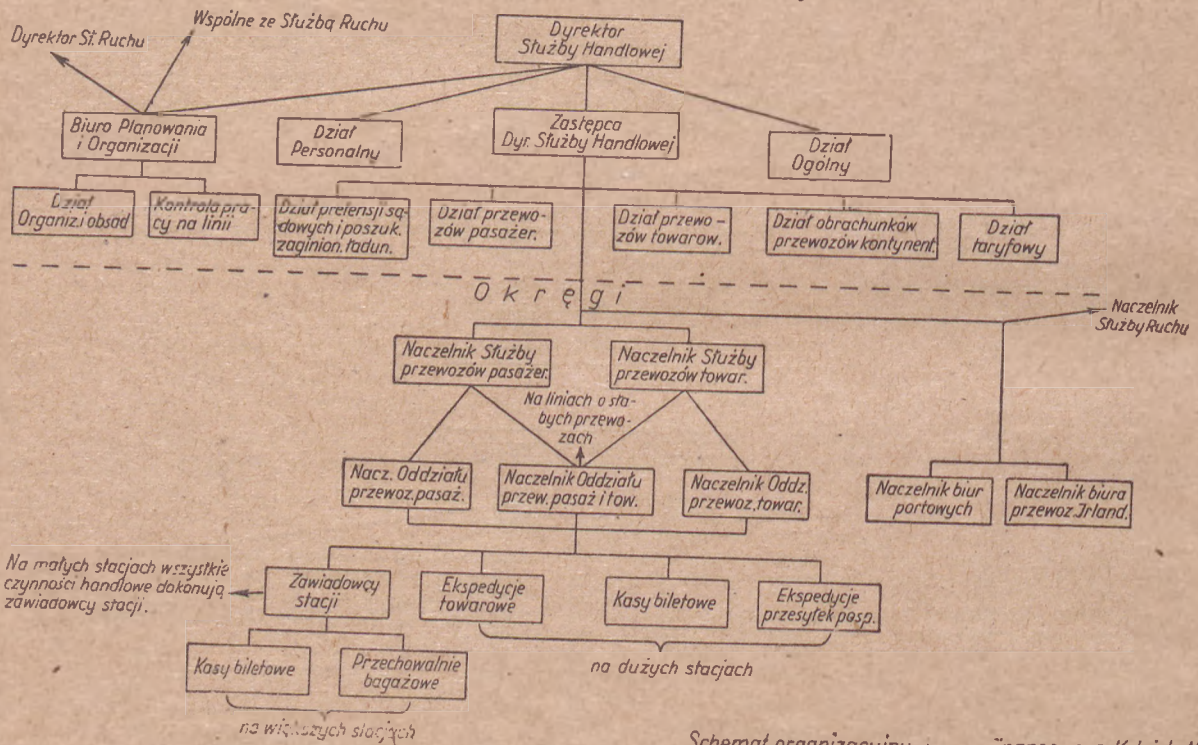 Wspólne ze Służbą Ruchu
Dyrektor Sł. Ruchu
Dyrektor
Służby Handlowej
Biuro Planowania
i Organizacji
Dział
Personalny
Zastępca
Dyr. Służby Handlowej
Dział
Ogólny
Dział
Organiz. i obsad
Kontrola pra-
cy na linii
Dział pretensji są-
dowych i poszuk.
zaginion. ładun.
Dział przewo-
zów pasażer.
Dział przewo-
zów towarow.
Dział obrachunków
przewozów kontynent.
Dział
taryfowy
Okręgi
Naczelnik
Służby Ruchu
Naczelnik Służby
przewozów pasażer.
Naczelnik Służby
przewozów towar.
Na liniach o sła-
bych przewo-
zach
Nacz. Oddziału
przewoz. pasaż.
Naczelnik Oddziału
przew. pasaż i tow.
Naczelnik Oddz.
przewoz. towar.
Naczelnik biur
portowych
Naczelnik biura
przewoz. Irland.
Na małych stacjach wszystkie
czynności handlowe dokonują
zawiadowcy stacji.
Zawiadowcy
stacji
Ekspedycje
towarowe
Kasy biletowe
Ekspedycje
przesyłek posp.
Kasy biletowe
Przechowalnie
bagażowe
na dużych stacjach
na większych stacjach
Schemat organizacyjny